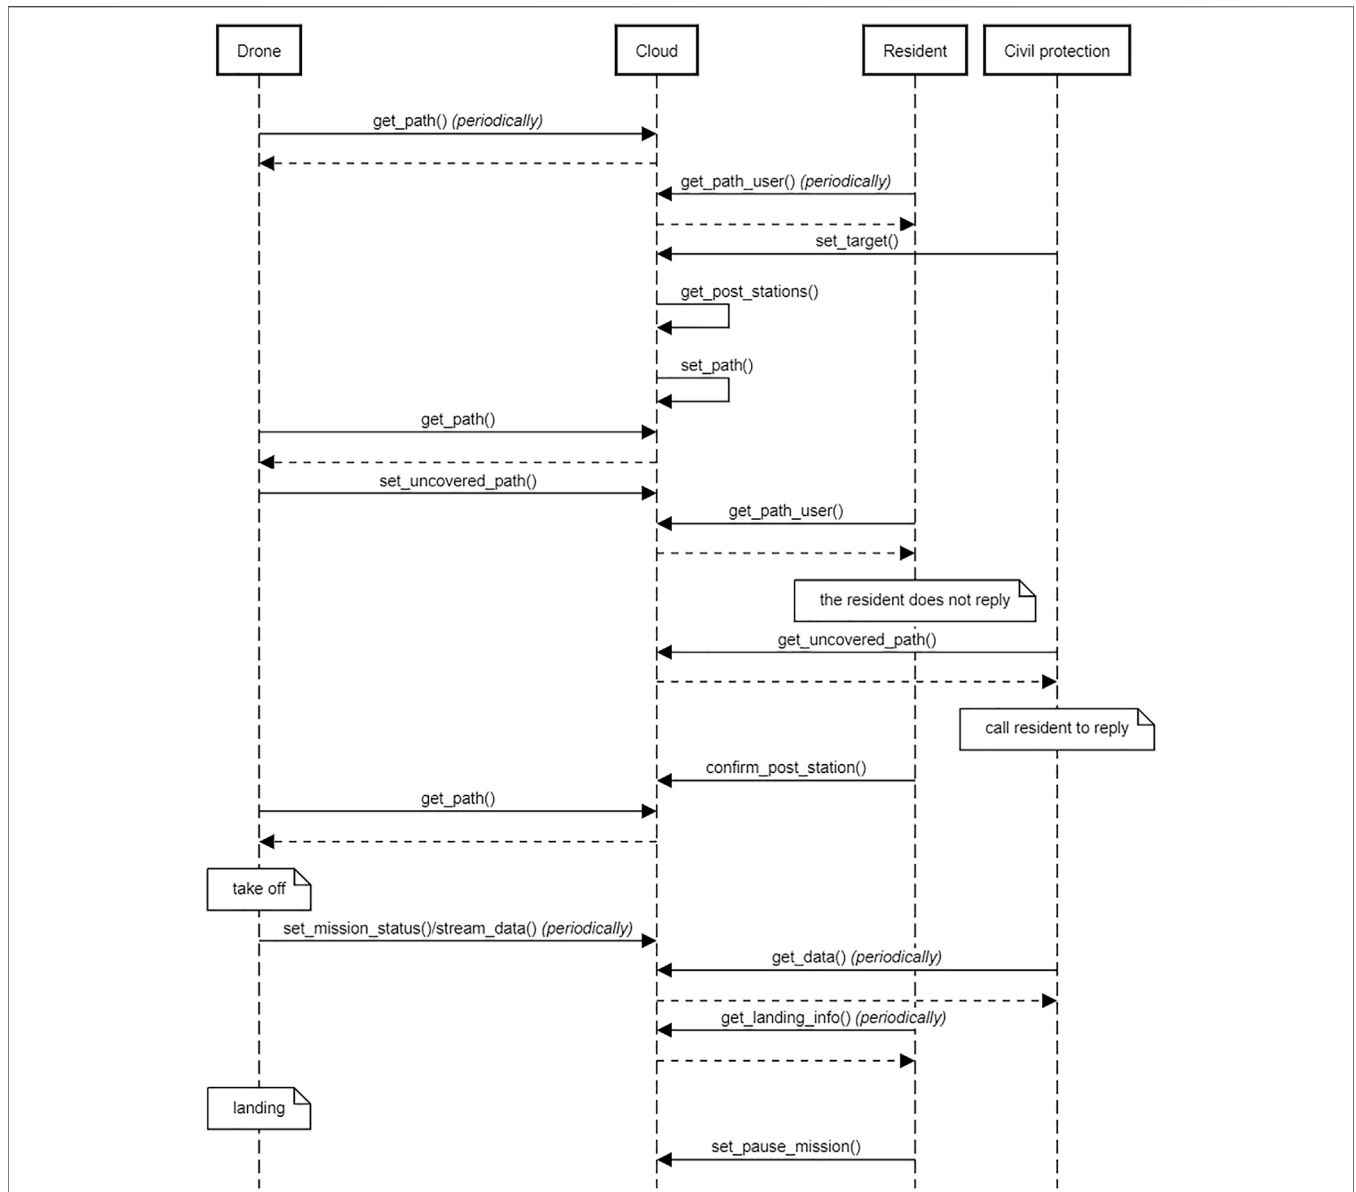 Drone
Cloud
Resident
Civil protection
get_path() (periodically)
get_path_user() (periodically)
set_target()
get_post_stations()
set_path()
get_path()
set_uncovered_path()
get_path_user()
the resident does not reply
get_uncovered_path()
call resident to reply
confirm_post_station()
get_path()
take off
set_mission_status()/stream_data() (periodically)
get_data() (periodically)
get_landing_info() (periodically)
landing
set_pause_mission()